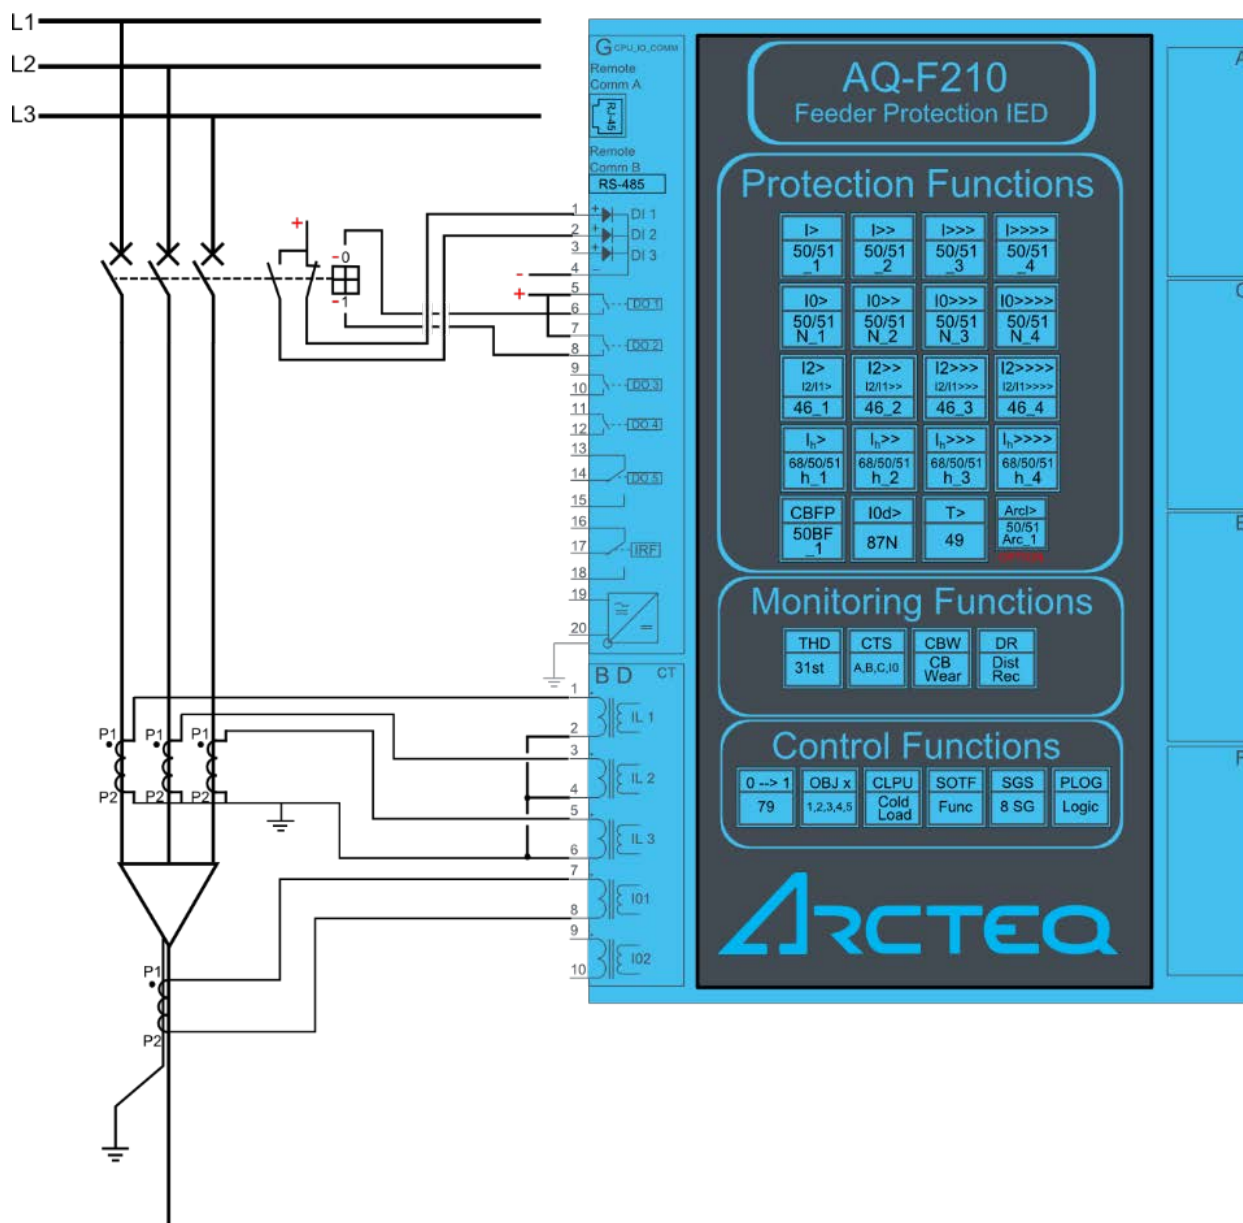 L1
L2
L3
+
-0
-1
P1
P1
P1
P2
P2
P2
P1
P2
G CPU_IO_COMM
Remote
Comm A
RJ-45
Remote
Comm B
RS-485
1 + DI 1
2 + DI 2
3 + DI 3
- 4 -
+ 5
6 DO 1
7
8 DO 2
9
10 DO 3
11
12 DO 4
13
14 DO 5
15
16
17 IRF
18
19
20
B D CT
1
2 IL 1
3
4 IL 2
5
6 IL 3
7
8 I01
9
10 I02
AQ-F210
Feeder Protection IED
Protection Functions
I> I>> I>>> I>>>>
50/51 50/51 50/51 50/51
_1 _2 _3 _4
I0> I0>> I0>>> I0>>>>
50/51 50/51 50/51 50/51
N_1 N_2 N_3 N_4
I2> I2>> I2>>> I2>>>>
I2/I1> I2/I1>> I2/I1>>> I2/I1>>>>
46_1 46_2 46_3 46_4
Ih> Ih>> Ih>>> Ih>>>>
68/50/51 68/50/51 68/50/51 68/50/51
h_1 h_2 h_3 h_4
CBFP I0d> T> ArcI>
50BF 87N 49 50/51
_1 Arc_1
Monitoring Functions
THD CTS CBW DR
31st A,B,C,I0 CB Dist
Wear Rec
Control Functions
0 --> 1 OBJ x CLPU SOTF SGS PLOG
79 1,2,3,4,5 Cold Func 8 SG Logic
Load
ARCTEQ